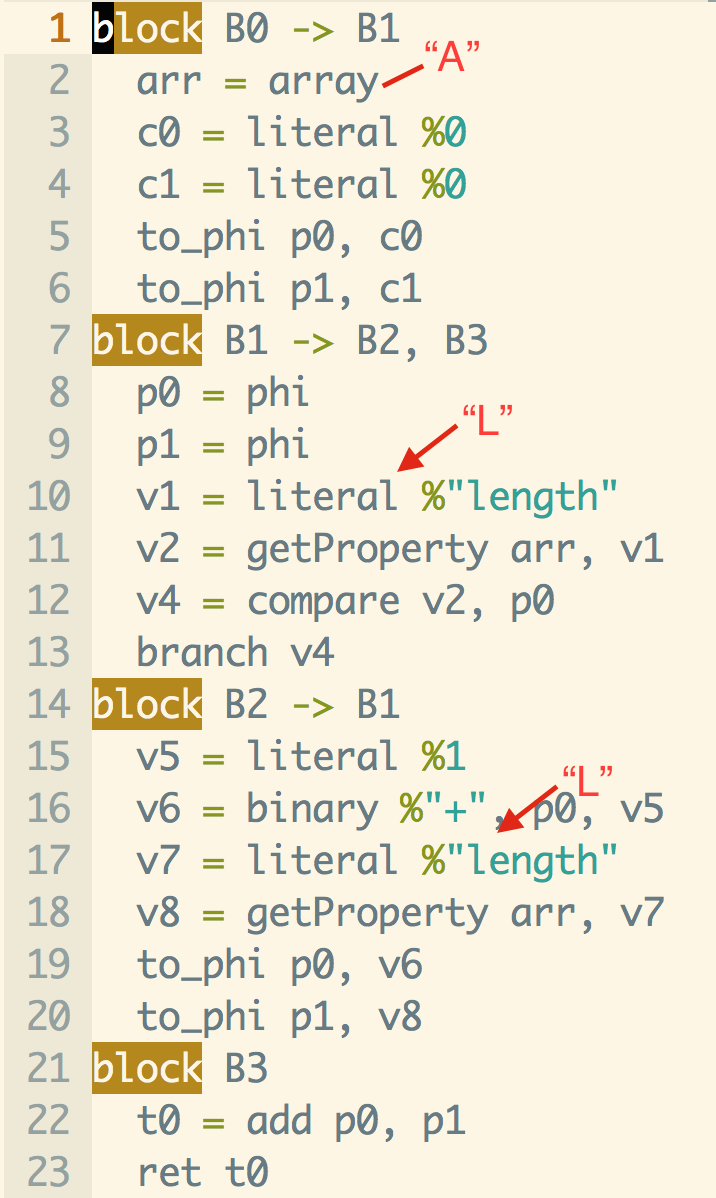 1 block B0 -> B1
“A”
2 arr = array
3 c0 = literal %0
4 c1 = literal %0
5 to_phi p0, c0
6 to_phi p1, c1
7 block B1 -> B2, B3
8 p0 = phi
“L”
9 p1 = phi
10 v1 = literal %"length"
11 v2 = getProperty arr, v1
12 v4 = compare v2, p0
13 branch v4
14 block B2 -> B1
15 v5 = literal %1
“L”
16 v6 = binary %"+", p0, v5
17 v7 = literal %"length"
18 v8 = getProperty arr, v7
19 to_phi p0, v6
20 to_phi p1, v8
21 block B3
22 t0 = add p0, p1
23 ret t0